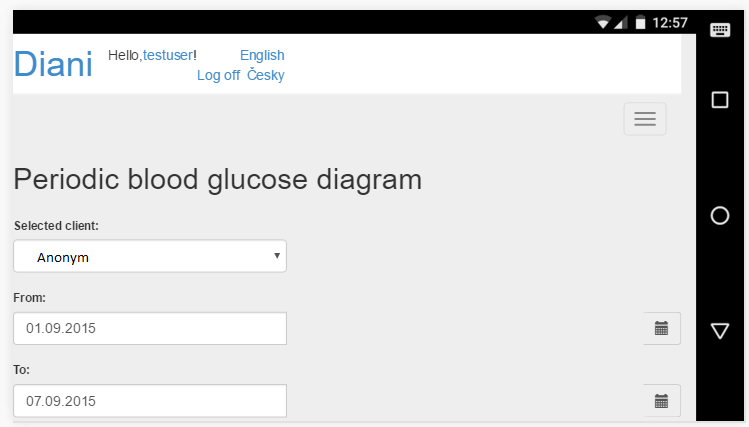 12:57
Diani Hello,testuser! English
Log off Česky
Periodic blood glucose diagram
Selected client:
Anonym
From:
01.09.2015
To:
07.09.2015